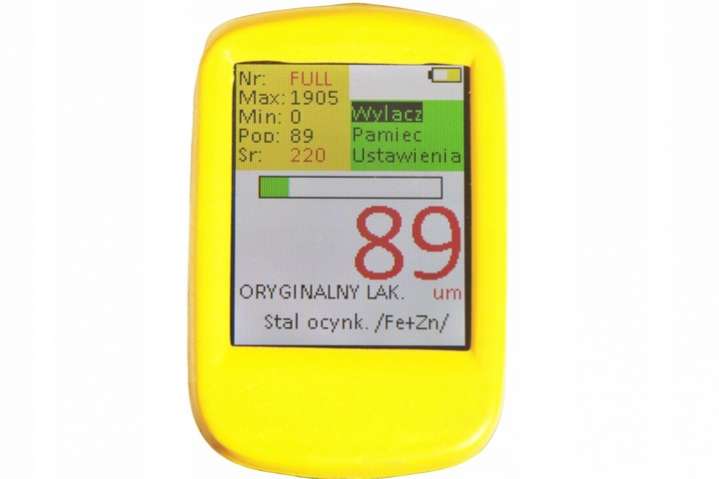 Nr: FULL
Max: 1905
Min: 0
Pop: 89
Sr: 220
Wylacz
Pamiec
Ustawienia
89
ORYGINALNY LAK. um
Stal ocynk. /Fe+Zn/